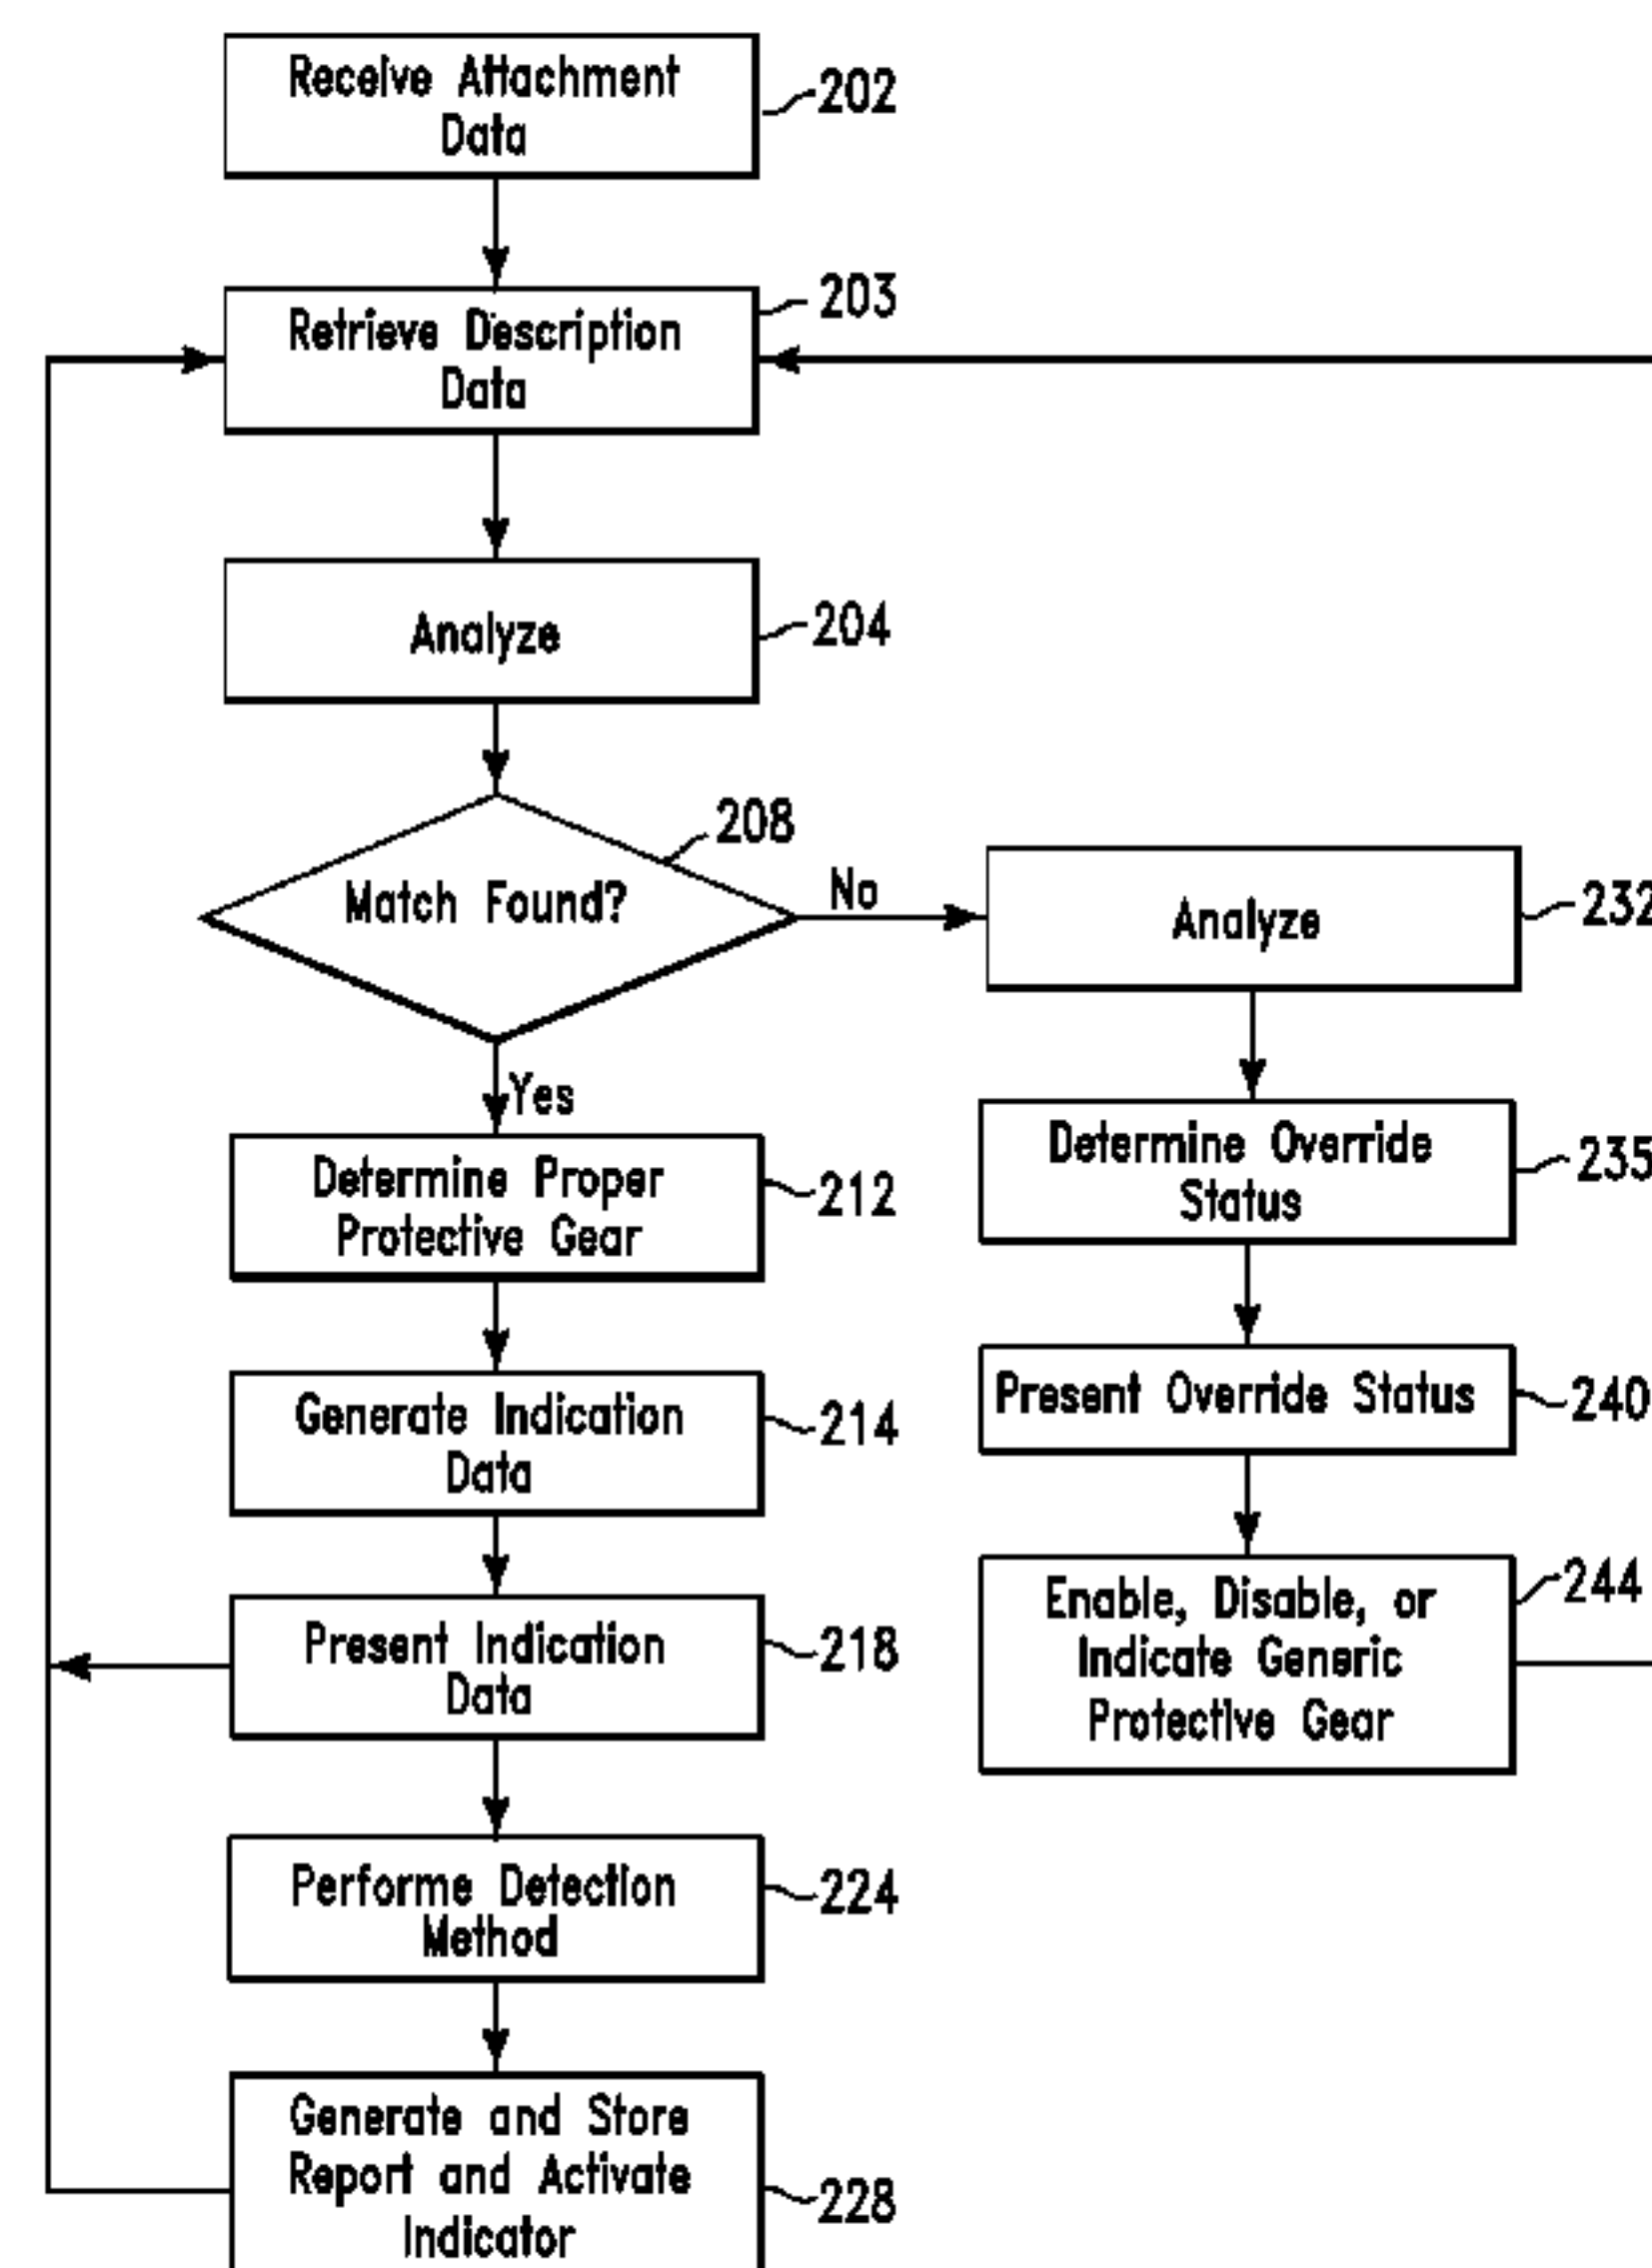 Receive Attachment
Data
202
Retrieve Description
Data
203
Analyze
204
Match Found?
208
No
Yes
Determine Proper
Protective Gear
212
Generate Indication
Data
214
Present Indication
Data
218
Performe Detection
Method
224
Generate and Store
Report and Activate
Indicator
228
Analyze
232
Determine Override
Status
235
Present Override Status
240
Enable, Disable, or
Indicate Generic
Protective Gear
244